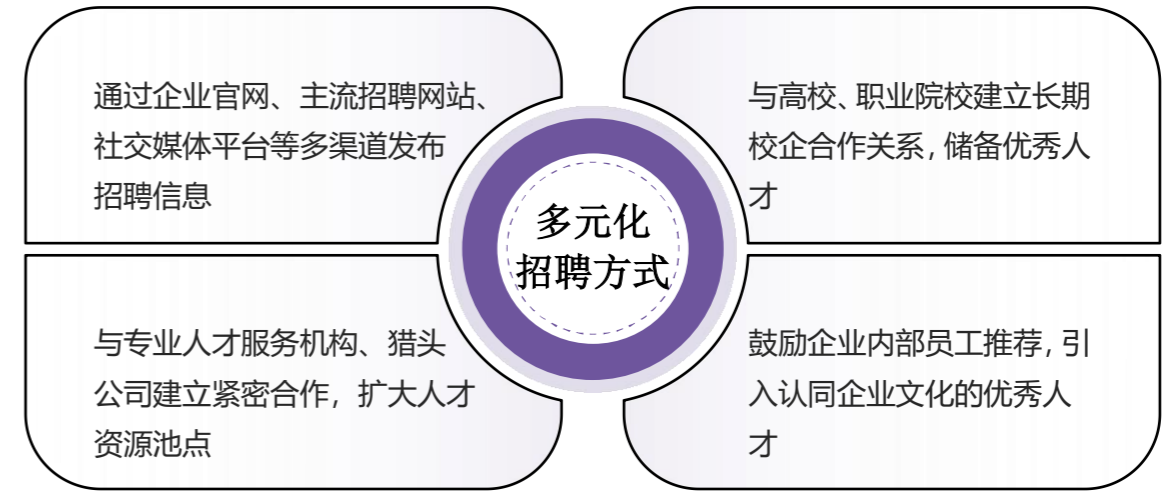 通过企业官网、主流招聘网站、
社交媒体平台等多渠道发布
招聘信息
与高校、职业院校建立长期
校企合作关系，储备优秀人
才
多元化
招聘方式
与专业人才服务机构、猎头
公司建立紧密合作，扩大人才
资源池点
鼓励企业内部员工推荐，引
入认同企业文化的优秀人
才